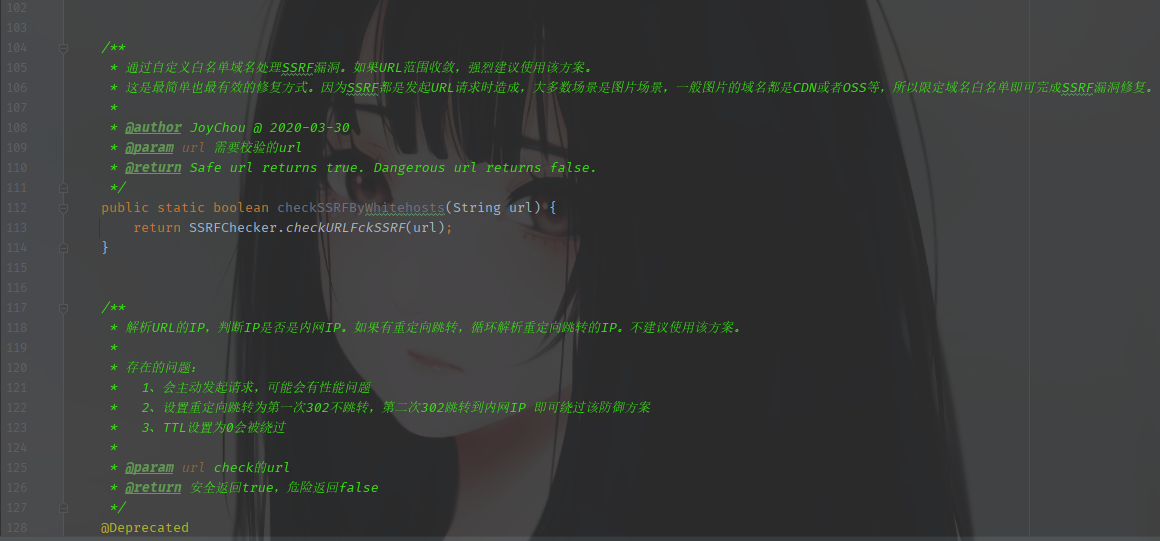 102
103
104 /**
105 * 通过自定义白名单域名处理SSRF漏洞。如果URL范围收敛，强烈建议使用该方案。
106 * 这是最简单也最有效的修复方式。因为SSRF都是发起URL请求时造成，大多数场景是图片场景，一般图片的域名都是CDN或者OSS等，所以限定域名白名单即可完成SSRF漏洞修复。
107 *
108 * @author JoyChou @ 2020-03-30
109 * @param url 需要校验的url
110 * @return Safe url returns true. Dangerous url returns false.
111 */
112 public static boolean checkSSRFByWhitehosts(String url) {
113 return SSRFChecker.checkURLFckSSRF(url);
114 }
115
116
117 /**
118 * 解析URL的IP，判断IP是否是内网IP。如果有重定向跳转，循环解析重定向跳转的IP。不建议使用该方案。
119 *
120 * 存在的问题：
121 * 1、会主动发起请求，可能会有性能问题
122 * 2、设置重定向跳转为第一次302不跳转，第二次302跳转到内网IP 即可绕过该防御方案
123 * 3、TTL设置为0会被绕过
124 *
125 * @param url check的url
126 * @return 安全返回true，危险返回false
127 */
128 @Deprecated